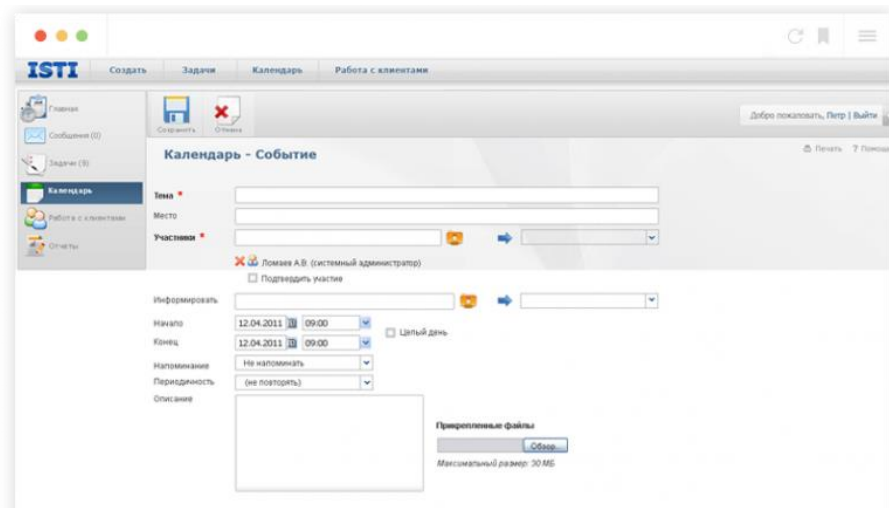 ISTI Создать Задачи Календарь Работа с клиентами
Главная
Сообщения (0)
Задачи (9)
Календарь
Работа с клиентами
Отчеты
Сохранить Отмена
Добро пожаловать, Петр | Выйти
Печать ? Помощь
Календарь - Событие
Тема *
Место
Участники *
Ломаев А.В. (системный администратор)
Подтвердить участие
Информировать
Начало 12.04.2011 09:00
Целый день
Конец 12.04.2011 09:00
Напоминание Не напоминать
Периодичность (не повторять)
Описание
Прикрепленные файлы
Обзор...
Максимальный размер: 30 МБ